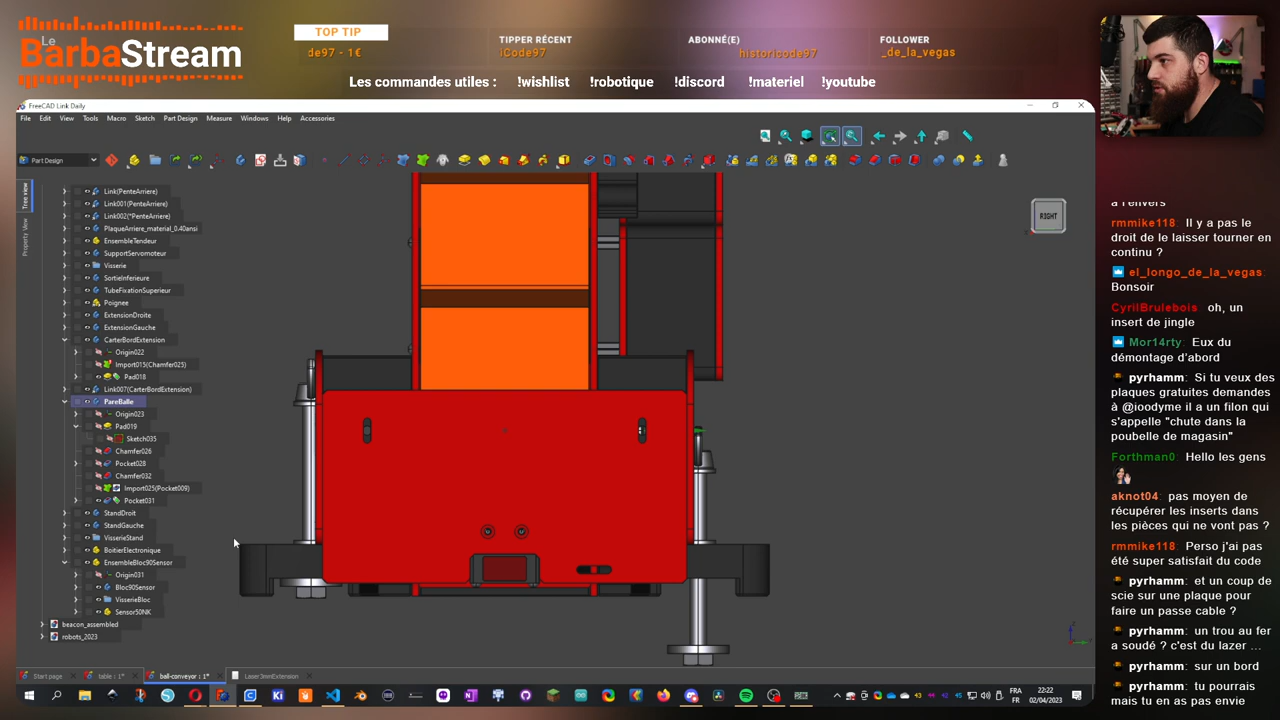 Le
BarbaStream
TOP TIP
de97 - 1€
TIPPER RÉCENT
iCode97
ABONNÉ(E)
historicode97
FOLLOWER
_de_la_vegas
Les commandes utiles : !wishlist !robotique !discord !materiel !youtube
FreeCAD Link Daily
File Edit View Tools Macro Sketch Part Design Measure Windows Help Accessories
Part Design
Tree view
Property View
Link(PenteArriere)
Link001(PenteArriere)
Link002(*PenteArriere)
PlaqueArriere_material_0.40ansi
EnsembleTendeur
SupportServomoteur
Visserie
SortieInferieure
TubeFixationSuperieur
Poignee
ExtensionDroite
ExtensionGauche
CarterBordExtension
Origin022
Import015(Chamfer025)
Pad018
Link007(CarterBordExtension)
PareBalle
Origin023
Pad019
Sketch035
Chamfer026
Pocket028
Chamfer032
Import025(Pocket009)
Pocket031
StandDroit
StandGauche
VisserieStand
BoitierElectronique
EnsembleBloc90Sensor
Origin031
Bloc90Sensor
VisserieBloc
Sensor50NK
beacon_assembled
robots_2023
RIGHT
Start page
table : 1*
ball-conveyor : 1*
Laser3mmExtension
FR
FR
22:22
02/04/2023
à l'envers
rmmike118: Il y a pas le
droit de le laisser tourner en
continu ?
el_longo_de_la_vegas:
Bonsoir
CyrilBrulebois oh, un
insert de jingle
Mor14rty: Eux du
démontage d'abord
pyrhamm: Si tu veux des
plaques gratuites demandes
à @ioodyme il a un filon qui
s'appelle "chute dans la
poubelle de magasin"
Forthman0: Hello les gens
aknot04: pas moyen de
récupérer les inserts dans
les pièces qui ne vont pas ?
rmmike118: Perso j'ai pas
été super satisfait du code
pyrhamm: et un coup de
scie sur une plaque pour
faire un passe cable ?
pyrhamm: un trou au fer
a soudé ? c'est du lazer ...
pyrhamm: sur un bord
pyrhamm: tu pourrais
mais tu en as pas envie